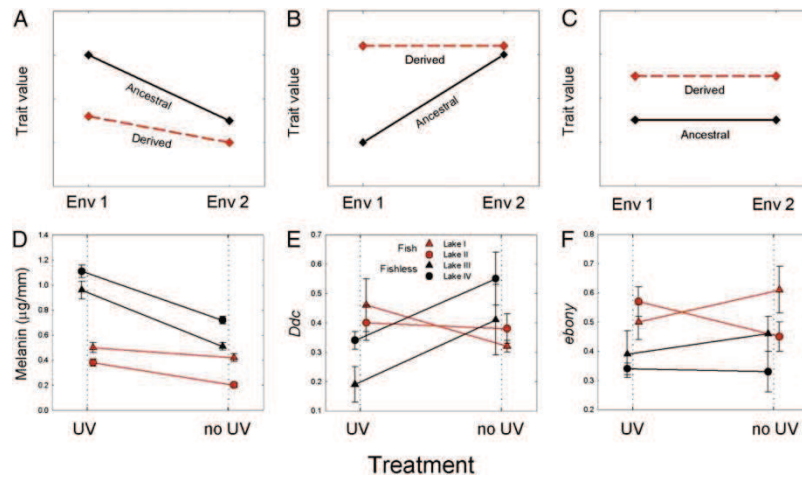 A
B
C
Trait value
Ancestral
Derived
Env 1
Env 2
Trait value
Derived
Ancestral
Env 1
Env 2
Trait value
Derived
Ancestral
Env 1
Env 2
D
E
F
Melanin (µg/mm)
1.4
1.2
1.0
0.8
0.6
0.4
0.2
0.0
UV
no UV
Ddc
0.7
0.6
0.5
0.4
0.3
0.2
0.1
Fish
Lake I
Lake II
Fishless
Lake III
Lake IV
UV
no UV
ebony
0.8
0.7
0.6
0.5
0.4
0.3
0.2
UV
no UV
Treatment